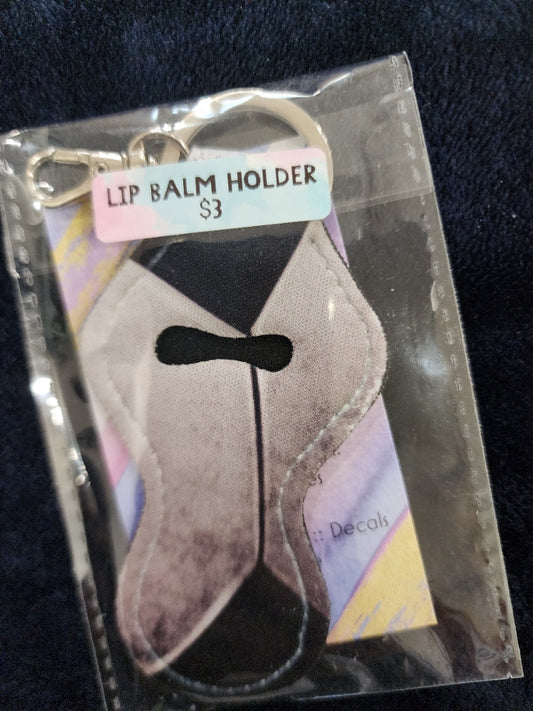 LIP BALM HOLDER
$3
:: Decals